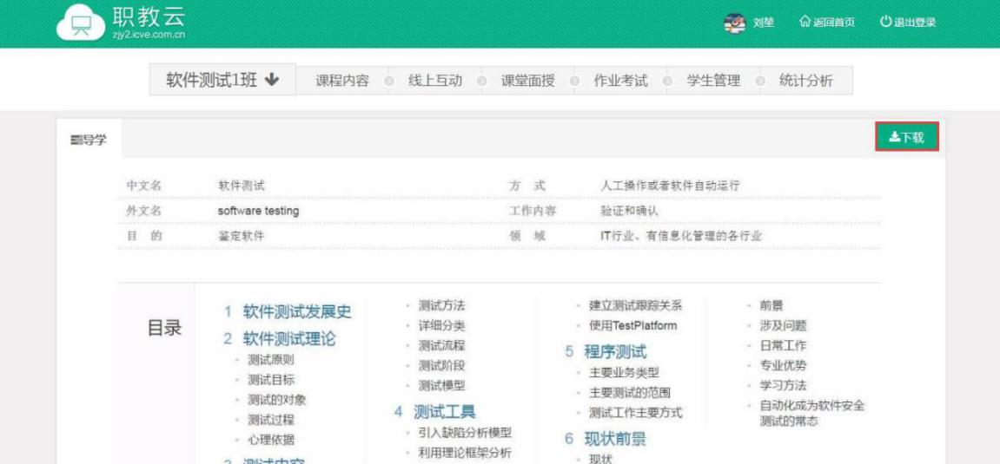 职教云
zjy2.icve.com.cn
刘堃 返回首页 退出登录
软件测试1班 课程内容 线上互动 课堂面授 作业考试 学生管理 统计分析
导学
下载
中文名 软件测试 方 式 人工操作或者软件自动运行
外文名 software testing 工作内容 验证和确认
目 的 鉴定软件 领 域 IT行业、有信息化管理的各行业
目录
1 软件测试发展史
2 软件测试理论
测试原则
测试目标
测试的对象
测试过程
心理依据
3 测试内容
测试方法
详细分类
测试流程
测试阶段
测试模型
4 测试工具
引入缺陷分析模型
利用理论框架分析
建立测试跟踪关系
使用TestPlatform
5 程序测试
主要业务类型
主要测试的范围
测试工作主要方式
6 现状前景
现状
前景
涉及问题
日常工作
专业优势
学习方法
自动化成为软件安全
测试的常态